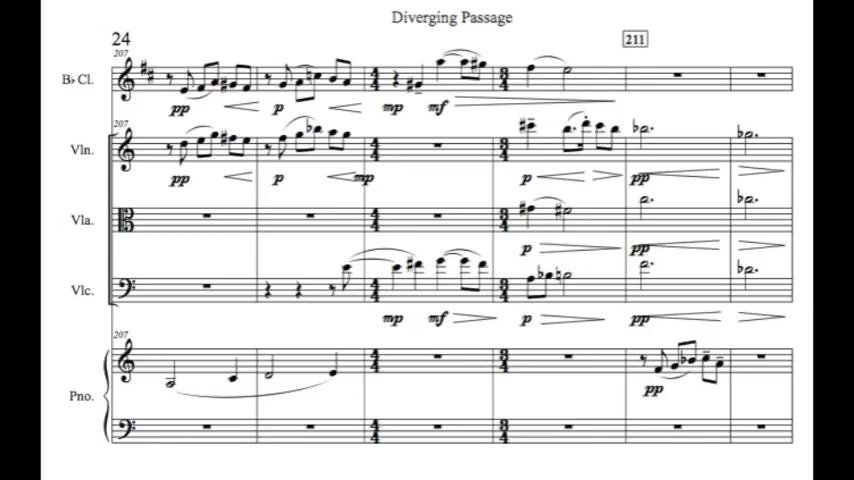 Diverging Passage
24
211
207
B♭ Cl.
pp p mp mf
207
Vln.
pp p mp p pp
Vla.
p pp
Vlc.
mp mf p pp
207
Pno.
pp